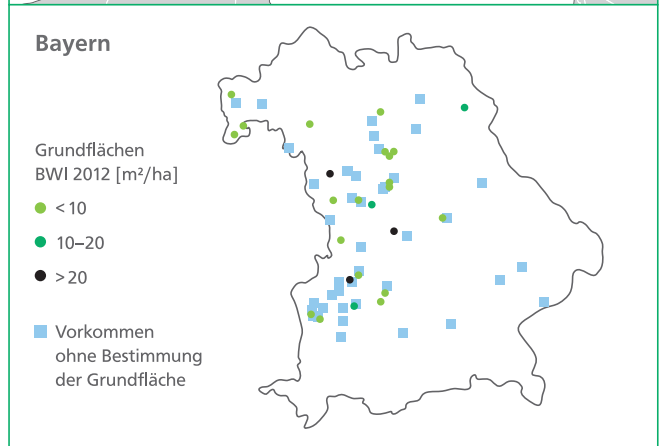 Bayern
Grundflächen
BWI 2012 [m²/ha]
<10
10–20
>20
Vorkommen
ohne Bestimmung
der Grundfläche